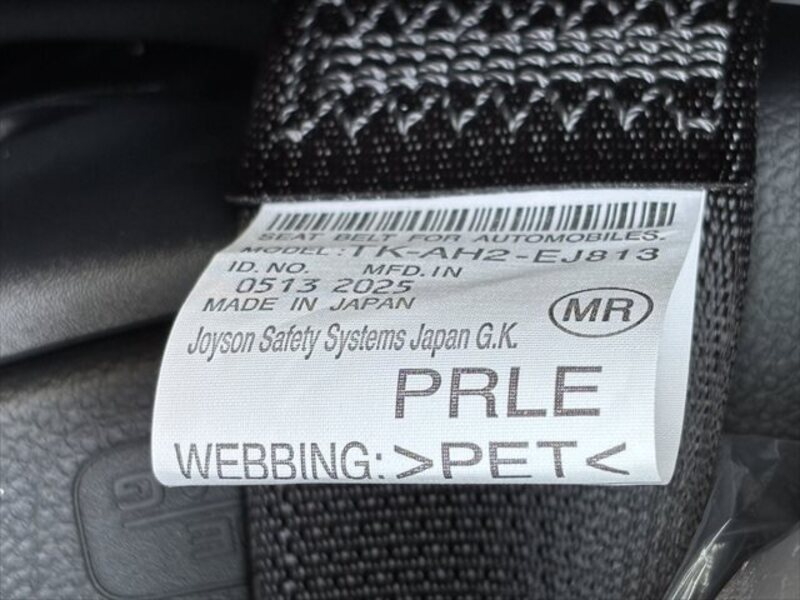 SEAT BELT FOR AUTOMOBILES.
MODEL:TK-AH2-EJ813
ID. NO. MFD. IN
0513 2025
MADE IN JAPAN
MR
Joyson Safety Systems Japan G.K.
PRLE
WEBBING: >PET<